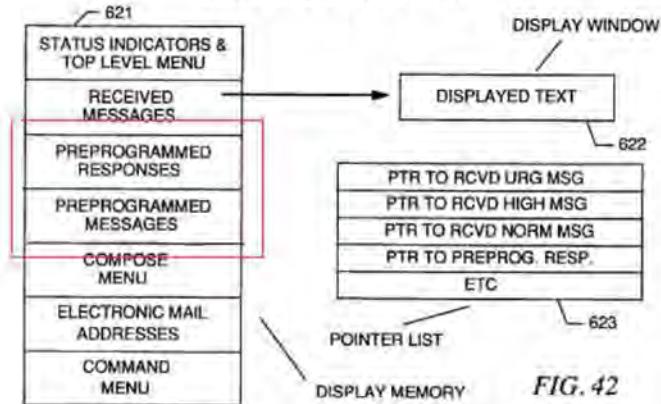 621
STATUS INDICATORS &
TOP LEVEL MENU
RECEIVED
MESSAGES
PREPROGRAMMED
RESPONSES
PREPROGRAMMED
MESSAGES
COMPOSE
MENU
ELECTRONIC MAIL
ADDRESSES
COMMAND
MENU
DISPLAY WINDOW
DISPLAYED TEXT
622
PTR TO RCVD URG MSG
PTR TO RCVD HIGH MSG
PTR TO RCVD NORM MSG
PTR TO PREPROG. RESP.
ETC
623
POINTER LIST
DISPLAY MEMORY
FIG. 42